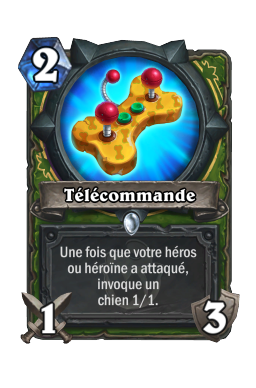 2
Télécommande
Une fois que votre héros
ou héroïne a attaqué,
invoque un
chien 1/1.
1
3